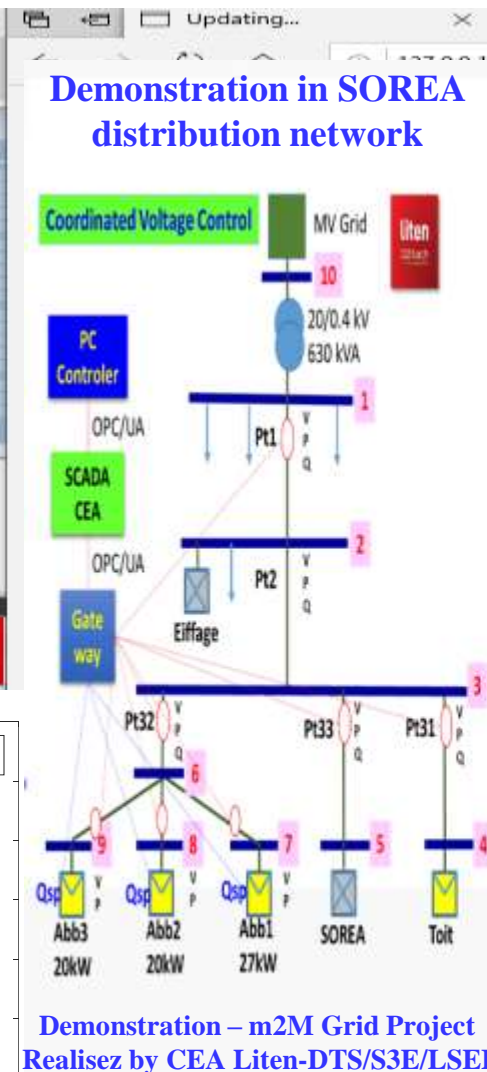 Updating...
Demonstration in SOREA
distribution network
Coordinated Voltage Control
MV Grid
liten
10
20/0.4 kV
630 kVA
PC
Controler
OPC/UA
1
Pt1
V
P
Q
SCADA
CEA
OPC/UA
2
Pt2
V
P
Q
Eiffage
Gate
way
3
Pt32
V
P
Q
Pt33
V
P
Q
Pt31
V
P
Q
6
9
8
7
5
4
Qsp
V
P
Qsp
V
P
Qsp
V
P
Abb3
Abb2
Abb1
SOREA
Toit
20kW
20kW
27kW
Demonstration – m2M Grid Project
Realisez by CEA Liten-DTS/S3E/LSEI